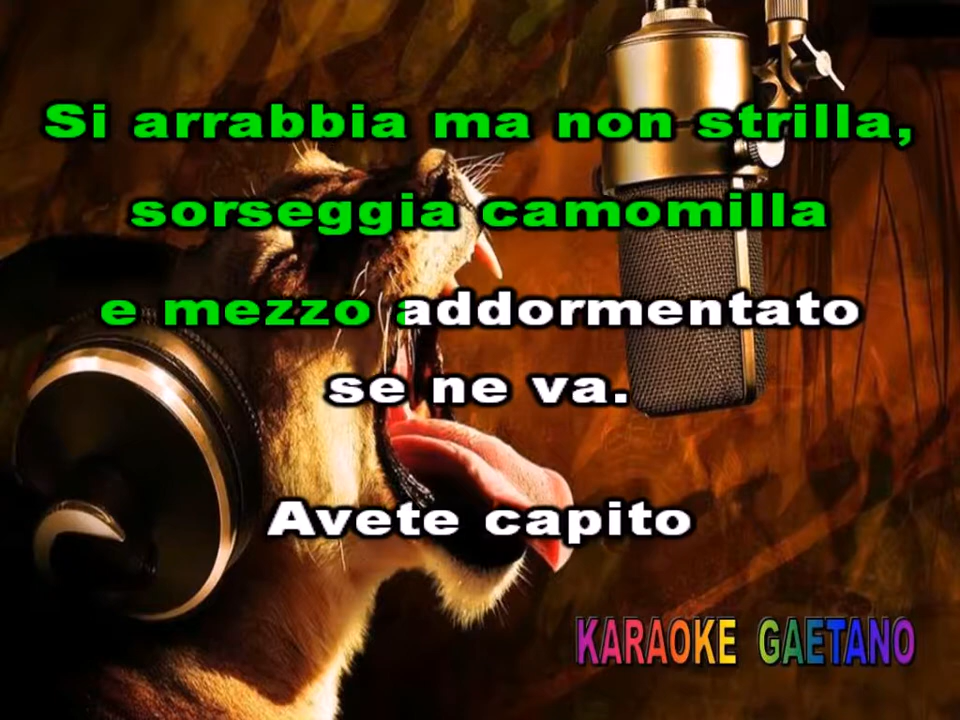 Si arrabbia ma non strilla,
sorseggia camomilla
e mezzo addormentato
se ne va.
Avete capito
KARAOKE GAETANO